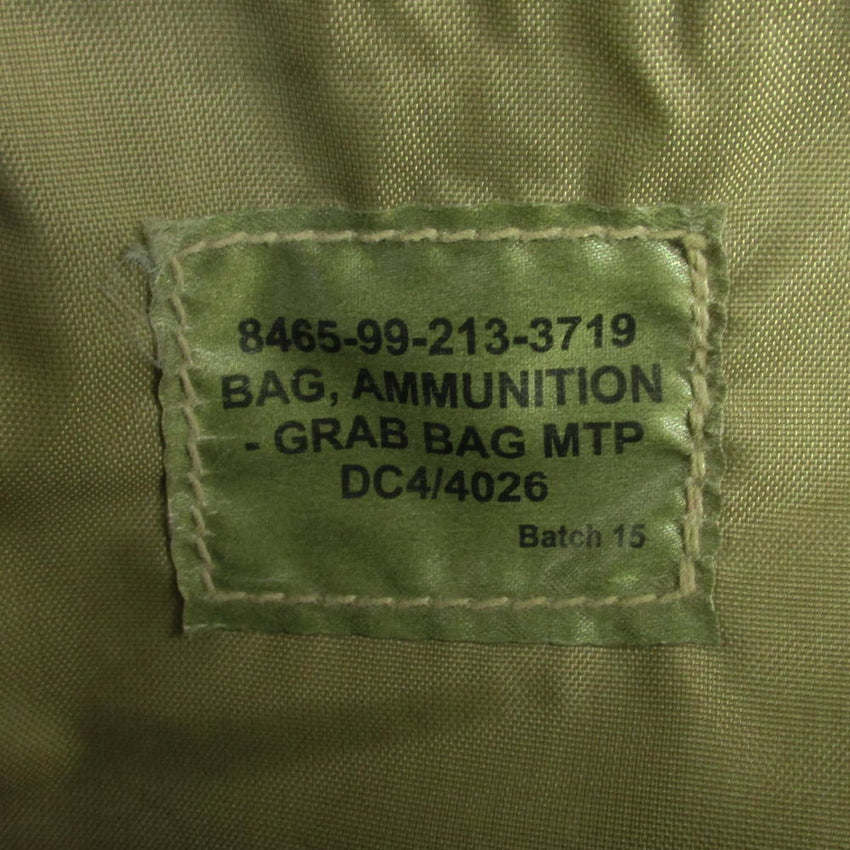 8465-99-213-3719
BAG, AMMUNITION
- GRAB BAG MTP
DC4/4026
Batch 15